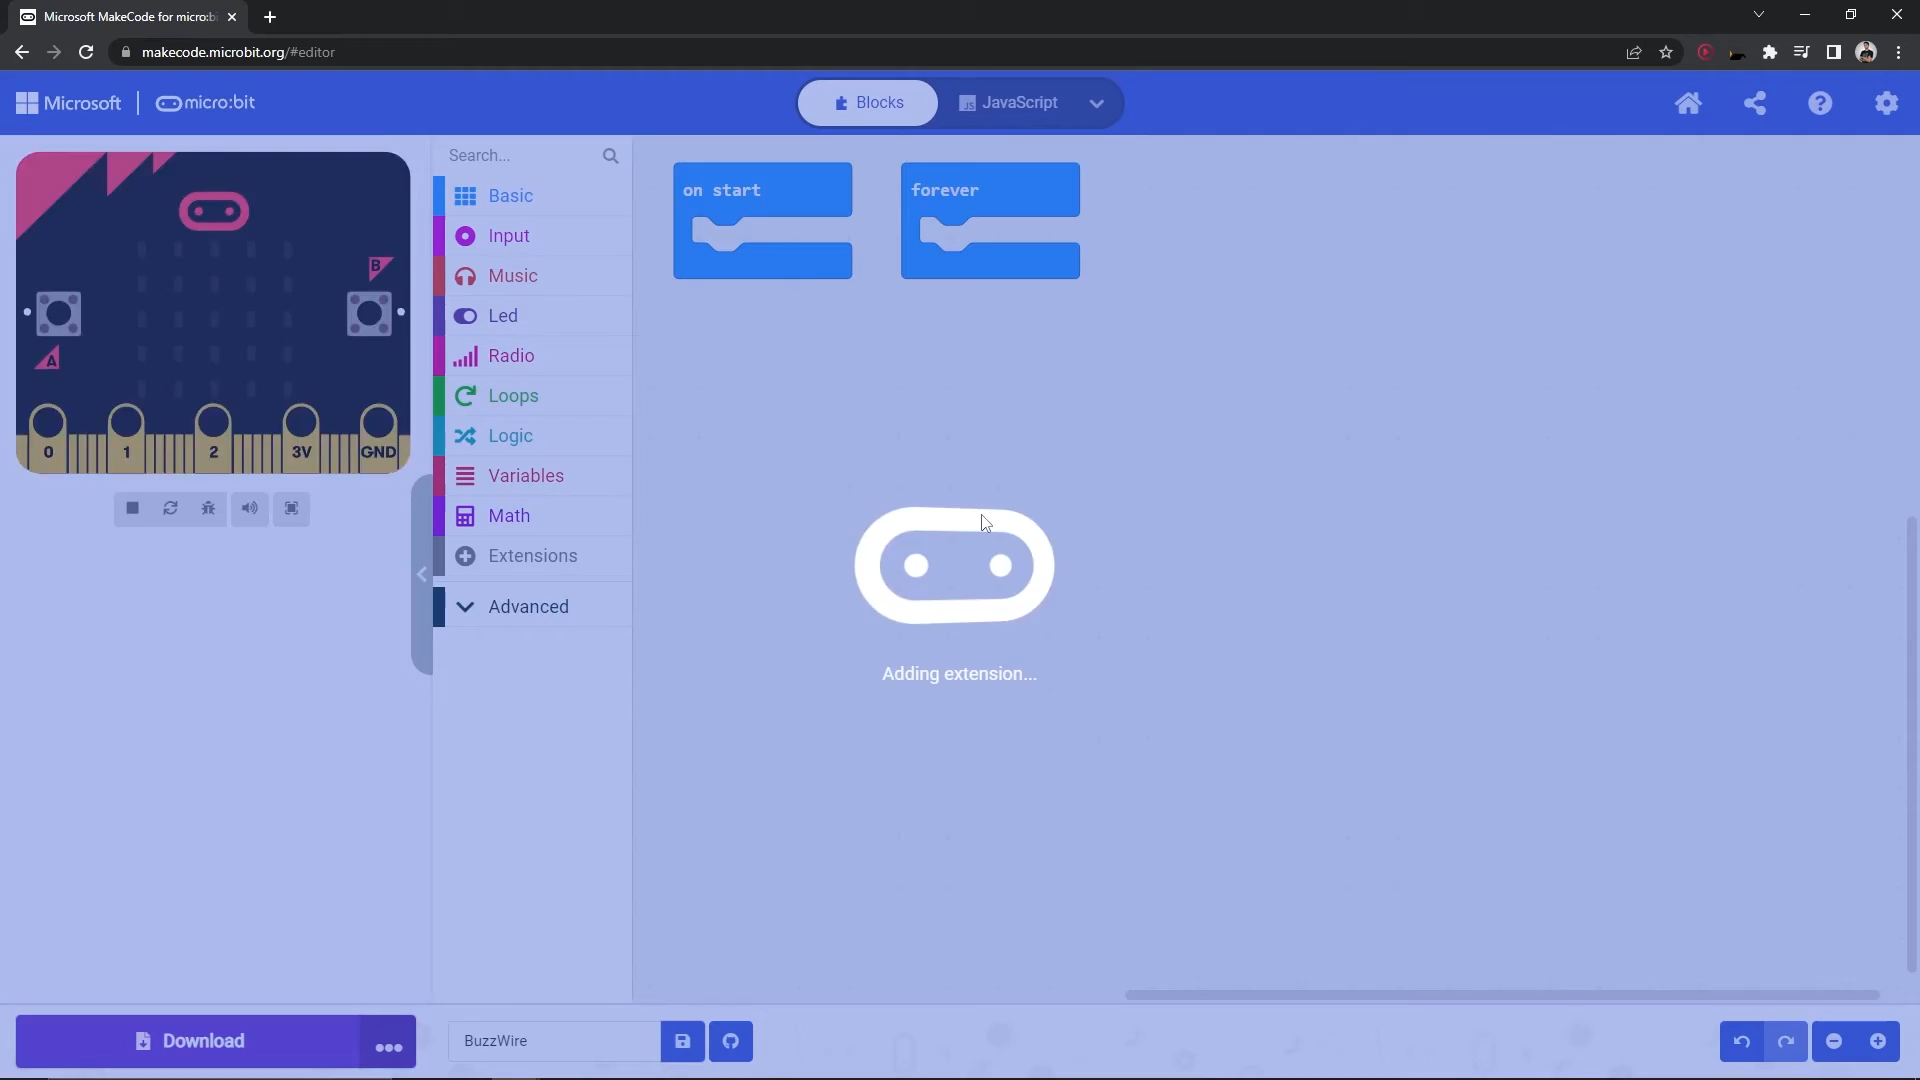 Microsoft MakeCode for micro:bi
makecode.microbit.org/#editor
Microsoft
micro:bit
Blocks
JS
JavaScript
Search...
Basic
Input
Music
Led
Radio
Loops
Logic
Variables
Math
Extensions
Advanced
on start
forever
B
A
0
1
2
3V
GND
Adding extension...
Download
BuzzWire